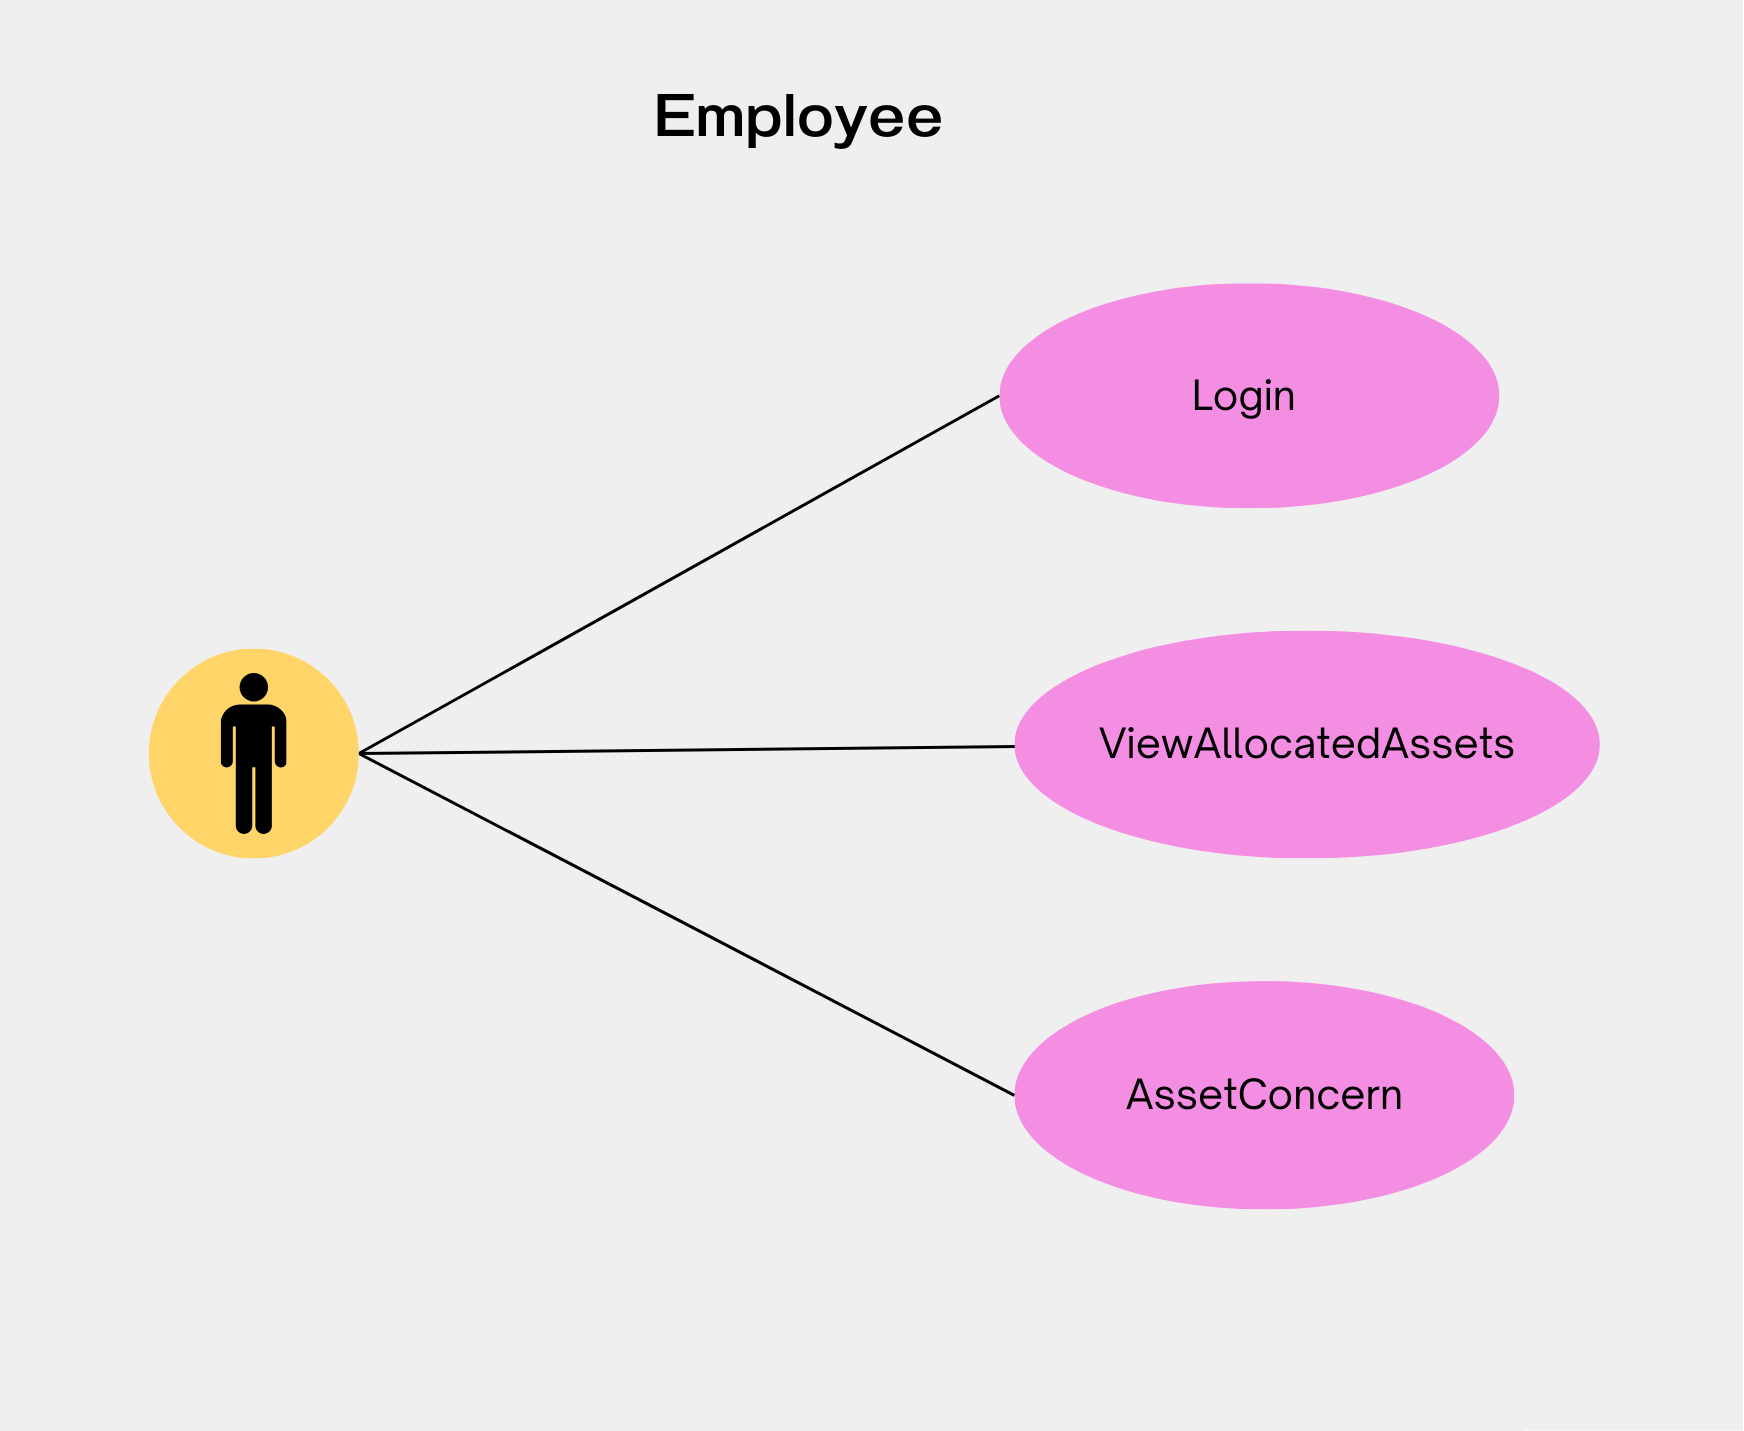 Employee
Login
ViewAllocatedAssets
AssetConcern